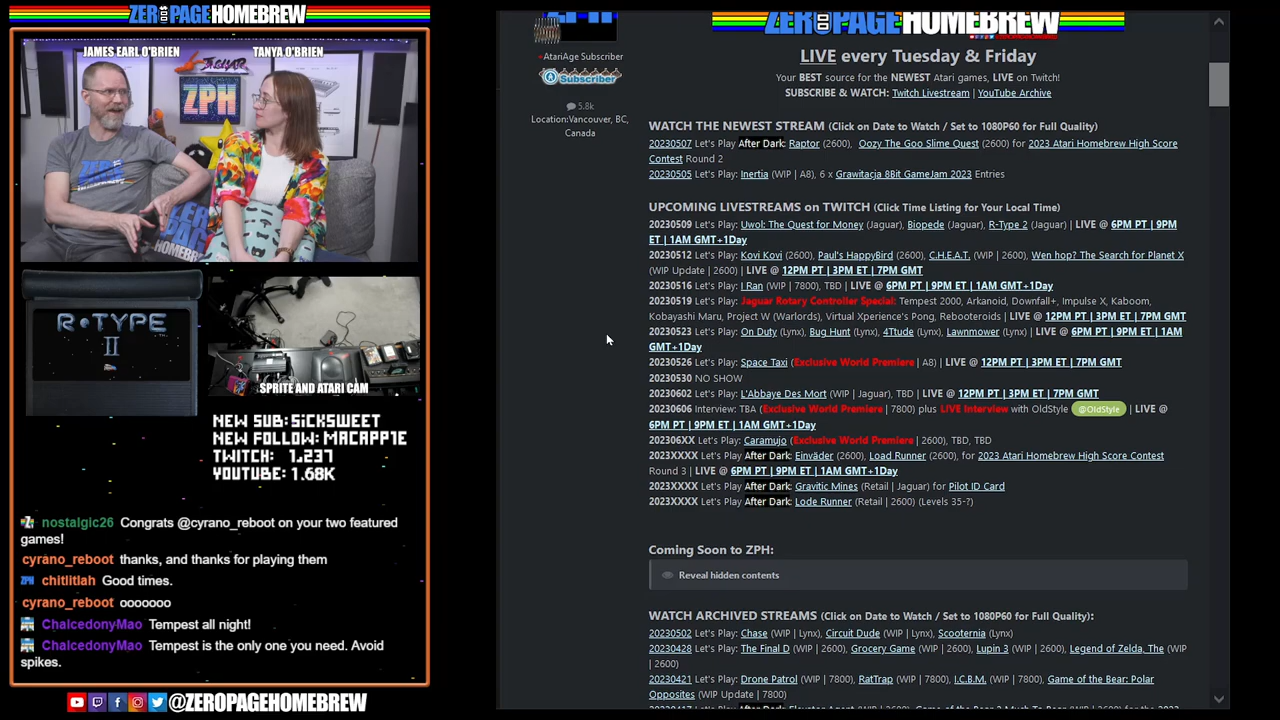 ZEROPAGEHOMEBREW
JAMES EARL O'BRIEN
TANYA O'BRIEN
JAGUAR
ZPH
ZERO PAGE
HOMEBREW
R-TYPE
II
SPRITE AND ATARI CAM
NEW SUB: SICKSWEET
NEW FOLLOW: MACAPP1E
TWITCH: 1,237
YOUTUBE: 1.68K
nostalgic26 Congrats @cyrano_reboot on your two featured
games!
cyrano_reboot thanks, and thanks for playing them
chitlitlah Good times.
cyrano_reboot ooooooo
ChalcedonyMao Tempest all night!
ChalcedonyMao Tempest is the only one you need. Avoid
spikes.
@ZEROPAGEHOMEBREW
ZPH
AtariAge Subscriber
Subscriber
5.8k
Location:Vancouver, BC,
Canada
ZEROPAGEHOMEBREW
LIVE every Tuesday & Friday
Your BEST source for the NEWEST Atari games, LIVE on Twitch!
SUBSCRIBE & WATCH: Twitch Livestream | YouTube Archive
WATCH THE NEWEST STREAM (Click on Date to Watch / Set to 1080P60 for Full Quality)
20230507 Let's Play After Dark: Raptor (2600), Oozy The Goo Slime Quest (2600) for 2023 Atari Homebrew High Score
Contest Round 2
20230505 Let's Play: Inertia (WIP | A8), 6 x Grawitacja 8Bit GameJam 2023 Entries
UPCOMING LIVESTREAMS on TWITCH (Click Time Listing for Your Local Time)
20230509 Let's Play: Uwol: The Quest for Money (Jaguar), Biopede (Jaguar), R-Type 2 (Jaguar) | LIVE @ 6PM PT | 9PM
ET | 1AM GMT+1Day
20230512 Let's Play: Kovi Kovi (2600), Paul's HappyBird (2600), C.H.E.A.T. (WIP | 2600), Wen hop? The Search for Planet X
(WIP Update | 2600) | LIVE @ 12PM PT | 3PM ET | 7PM GMT
20230516 Let's Play: I Ran (WIP | 7800), TBD | LIVE @ 6PM PT | 9PM ET | 1AM GMT+1Day
20230519 Let's Play: Jaguar Rotary Controller Special: Tempest 2000, Arkanoid, Downfall+, Impulse X, Kaboom,
Kobayashi Maru, Project W (Warlords), Virtual Xperience's Pong, Rebooteroids | LIVE @ 12PM PT | 3PM ET | 7PM GMT
20230523 Let's Play: On Duty (Lynx), Bug Hunt (Lynx), 4Ttude (Lynx), Lawnmower (Lynx) | LIVE @ 6PM PT | 9PM ET | 1AM
GMT+1Day
20230526 Let's Play: Space Taxi (Exclusive World Premiere | A8) | LIVE @ 12PM PT | 3PM ET | 7PM GMT
20230530 NO SHOW
20230602 Let's Play: L'Abbaye Des Mort (WIP | Jaguar), TBD | LIVE @ 12PM PT | 3PM ET | 7PM GMT
20230606 Interview: TBA (Exclusive World Premiere | 7800) plus LIVE Interview with OldStyle @OldStyle | LIVE @
6PM PT | 9PM ET | 1AM GMT+1Day
202306XX Let's Play: Caramujo (Exclusive World Premiere | 2600), TBD, TBD
2023XXXX Let's Play After Dark: Einväder (2600), Load Runner (2600), for 2023 Atari Homebrew High Score Contest
Round 3 | LIVE @ 6PM PT | 9PM ET | 1AM GMT+1Day
2023XXXX Let's Play After Dark: Gravitic Mines (Retail | Jaguar) for Pilot ID Card
2023XXXX Let's Play After Dark: Lode Runner (Retail | 2600) (Levels 35-?)
Coming Soon to ZPH:
Reveal hidden contents
WATCH ARCHIVED STREAMS (Click on Date to Watch / Set to 1080P60 for Full Quality):
20230502 Let's Play: Chase (WIP | Lynx), Circuit Dude (WIP | Lynx), Scooternia (Lynx)
20230428 Let's Play: The Final D (WIP | 2600), Grocery Game (WIP | 2600), Lupin 3 (WIP | 2600), Legend of Zelda, The (WIP
| 2600)
20230421 Let's Play: Drone Patrol (WIP | 7800), RatTrap (WIP | 7800), I.C.B.M. (WIP | 7800), Game of the Bear: Polar
Opposites (WIP Update | 7800)